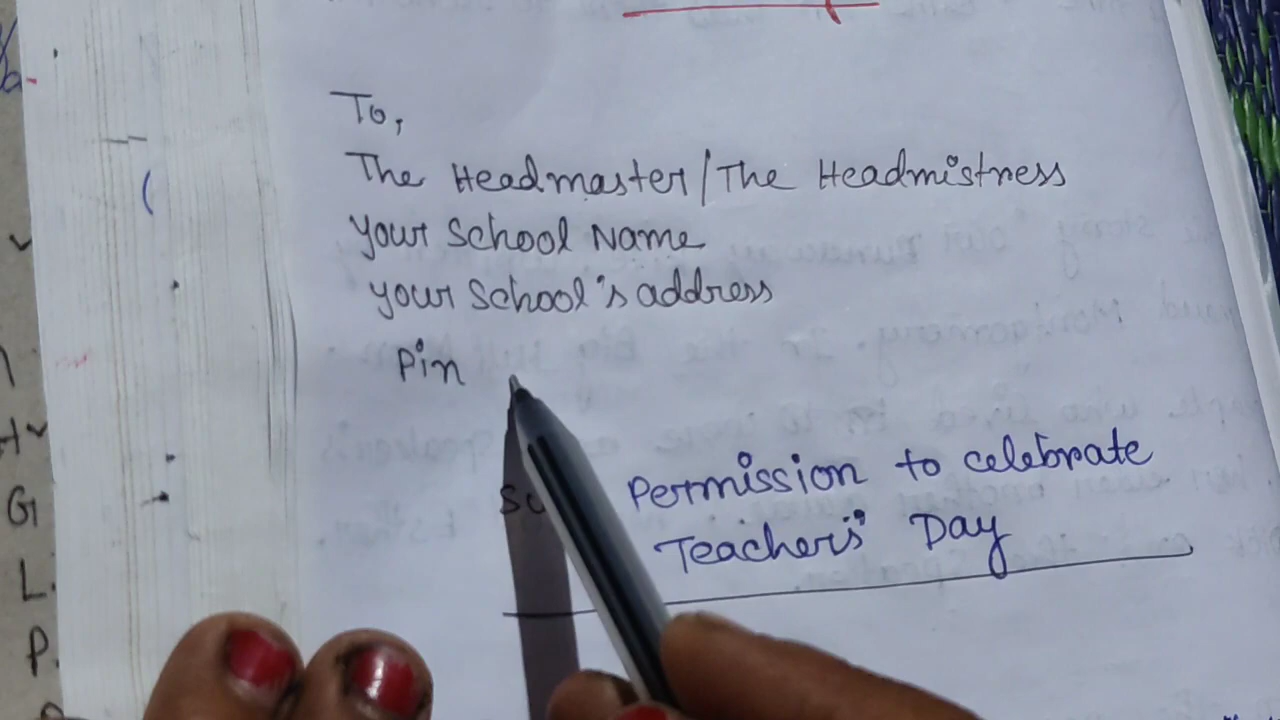 To,
The Headmaster/The Headmistress
Your School Name
your School's address
Pin
Permission to celebrate
Teachers' Day
G
L.
P.